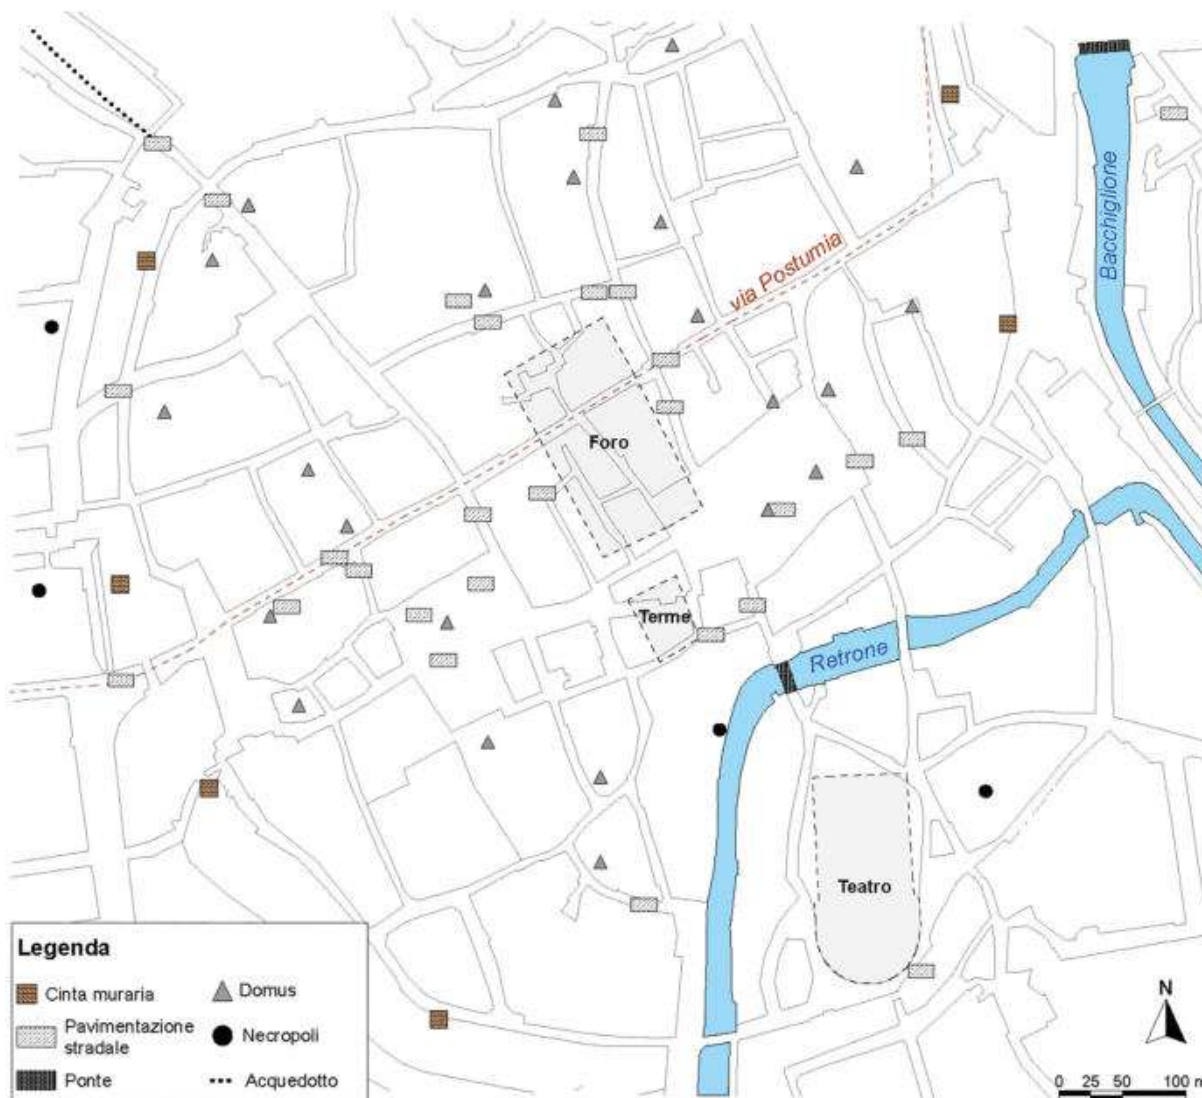 Bacchiglione
via Postumia
Foro
Terme
Retrone
Teatro
Legenda
Cinta muraria
Domus
Pavimentazione
stradale
Necropoli
Ponte
Acquedotto
N
0 25 50 100 m